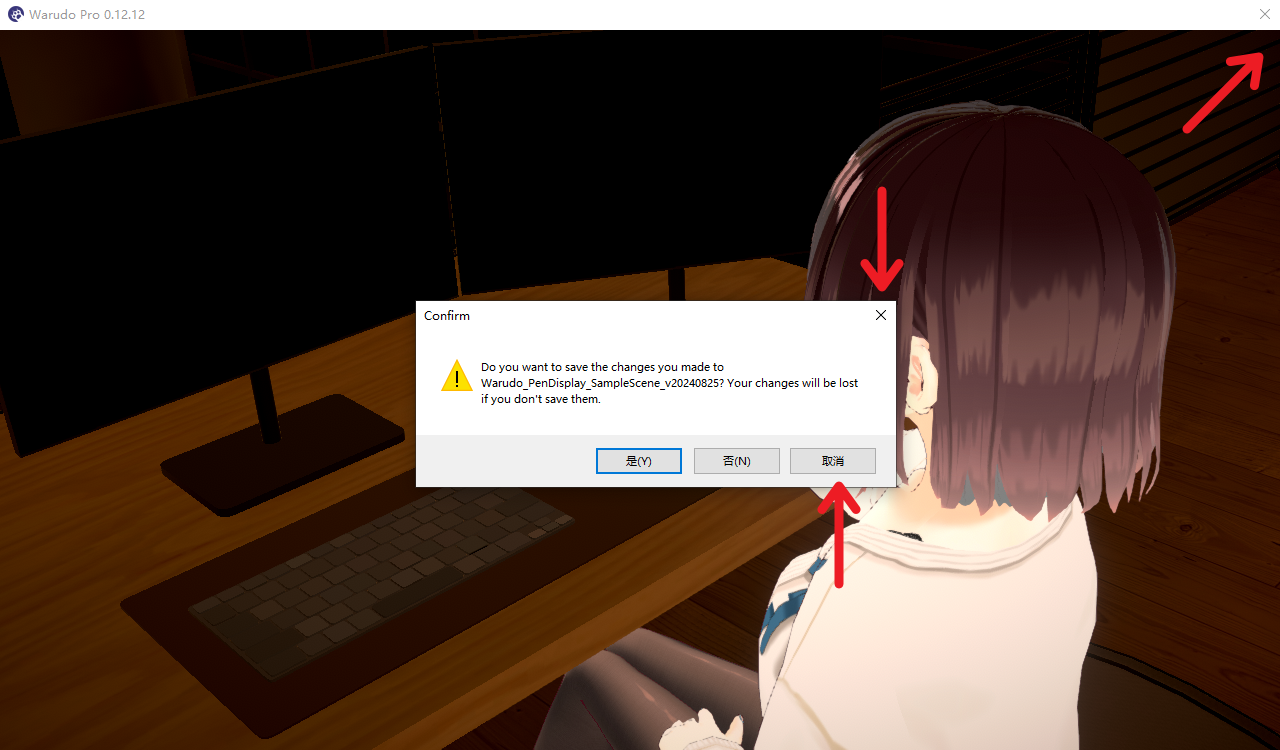 Warudo Pro 0.12.12
Confirm
Do you want to save the changes you made to
Warudo_PenDisplay_SampleScene_v20240825? Your changes will be lost
if you don't save them.
是(Y)
否(N)
取消